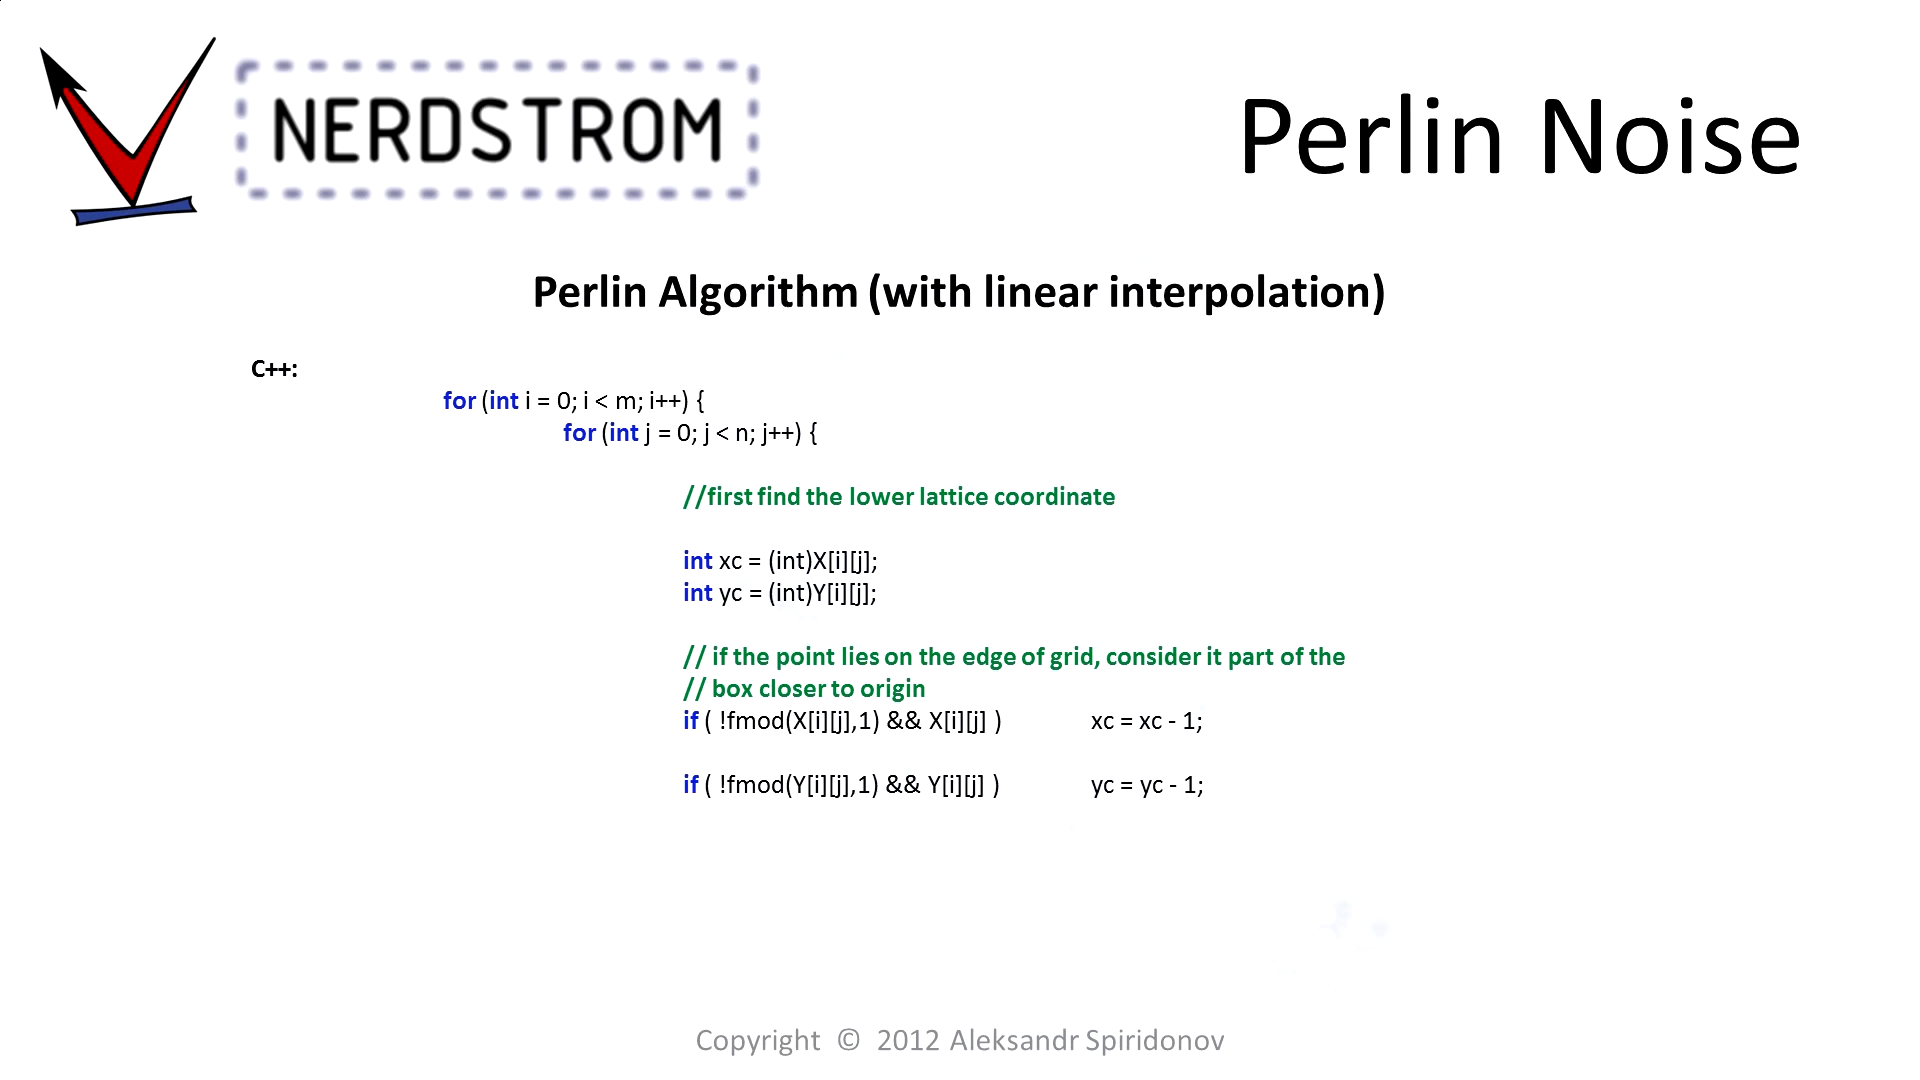 NERDSTROM
Perlin Noise
Perlin Algorithm (with linear interpolation)
C++:
for (int i = 0; i < m; i++) {
for (int j = 0; j < n; j++) {
//first find the lower lattice coordinate
int xc = (int)X[i][j];
int yc = (int)Y[i][j];
// if the point lies on the edge of grid, consider it part of the
// box closer to origin
if ( !fmod(X[i][j],1) && X[i][j] ) xc = xc - 1;
if ( !fmod(Y[i][j],1) && Y[i][j] ) yc = yc - 1;
Copyright © 2012 Aleksandr Spiridonov